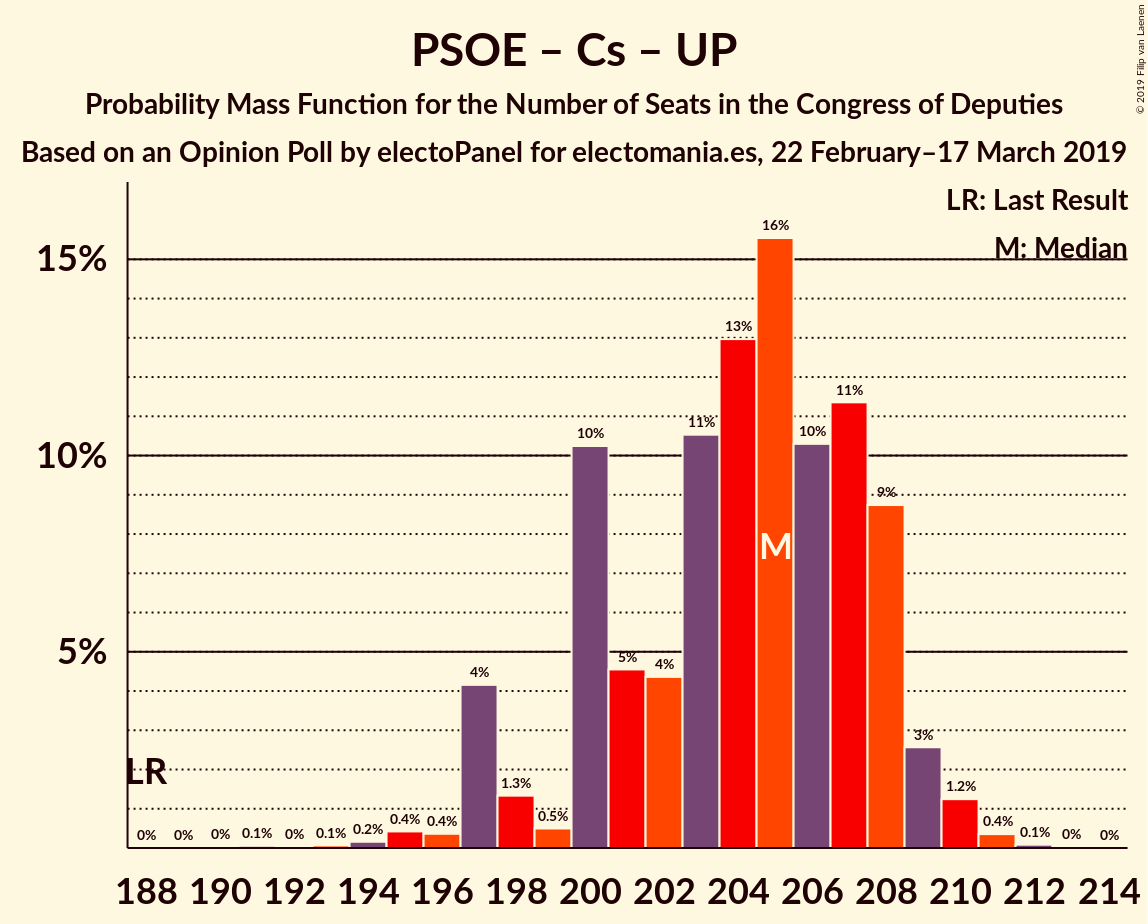 PSOE – Cs – UP
Probability Mass Function for the Number of Seats in the Congress of Deputies
Based on an Opinion Poll by electoPanel for electomania.es, 22 February–17 March 2019
© 2019 Filip van Laenen
LR: Last Result
M: Median
15%
10%
5%
16%
13%
11%
11%
10%
10%
9%
5%
4%
4%
3%
1.3%
1.2%
LR
M
0% 0% 0% 0.1% 0% 0.1% 0.2% 0.4% 0.4% 0.5% 0.4% 0.1% 0% 0%
188 190 192 194 196 198 200 202 204 206 208 210 212 214